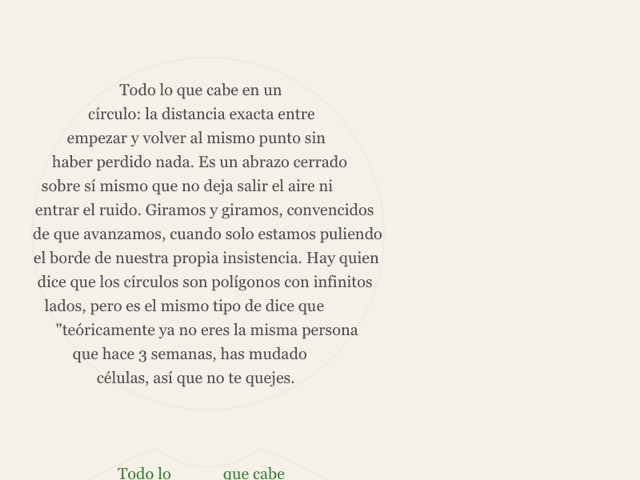 Todo lo que cabe en un
círculo: la distancia exacta entre
empezar y volver al mismo punto sin
haber perdido nada. Es un abrazo cerrado
sobre sí mismo que no deja salir el aire ni
entrar el ruido. Giramos y giramos, convencidos
de que avanzamos, cuando solo estamos puliendo
el borde de nuestra propia insistencia. Hay quien
dice que los círculos son polígonos con infinitos
lados, pero es el mismo tipo de dice que
"teóricamente ya no eres la misma persona
que hace 3 semanas, has mudado
células, así que no te quejes.
Todo lo que cabe